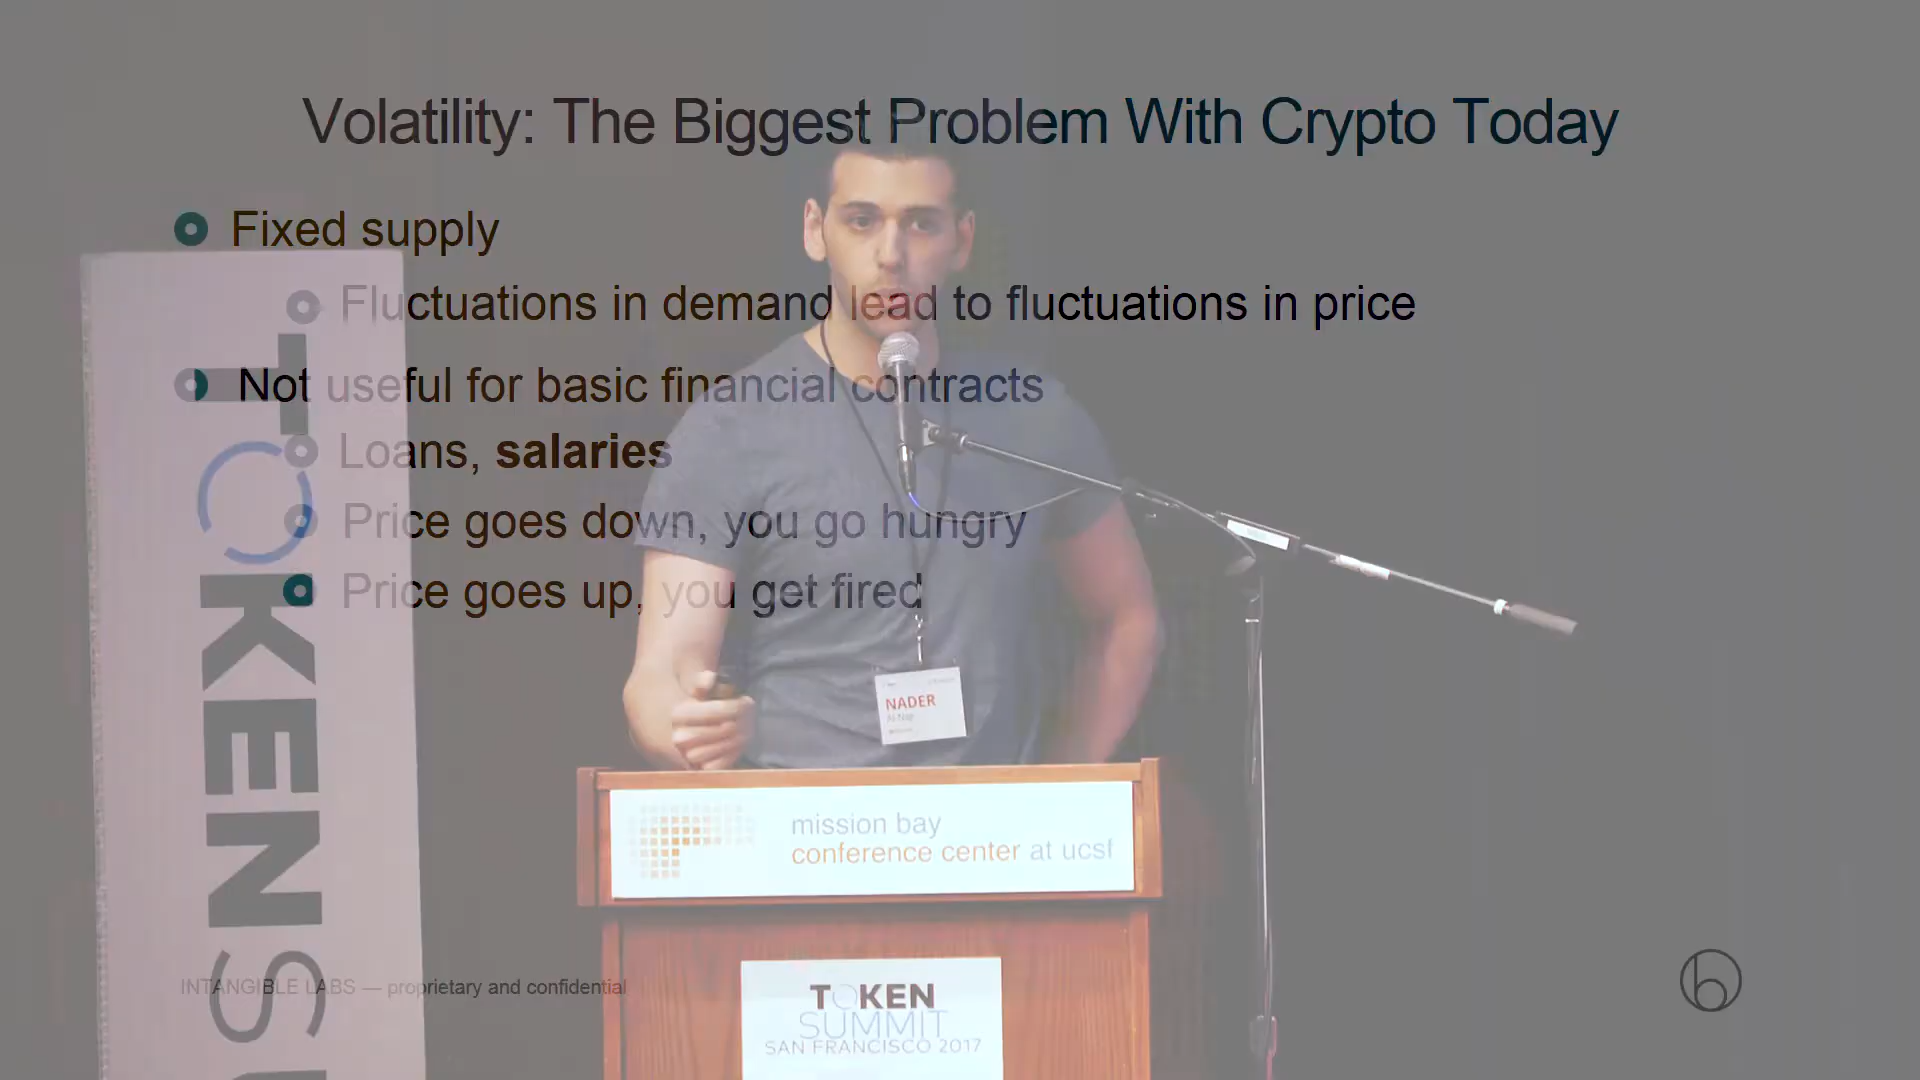 Volatility: The Biggest Problem With Crypto Today
Fixed supply
Fluctuations in demand lead to fluctuations in price
Not useful for basic financial contracts
Loans, salaries
Price goes down, you go hungry
Price goes up, you get fired
TOKENS
NADER
mission bay
conference center at ucsf
INTANGIBLE LABS — proprietary and confidential
TOKEN
SUMMIT
SAN FRANCISCO 2017